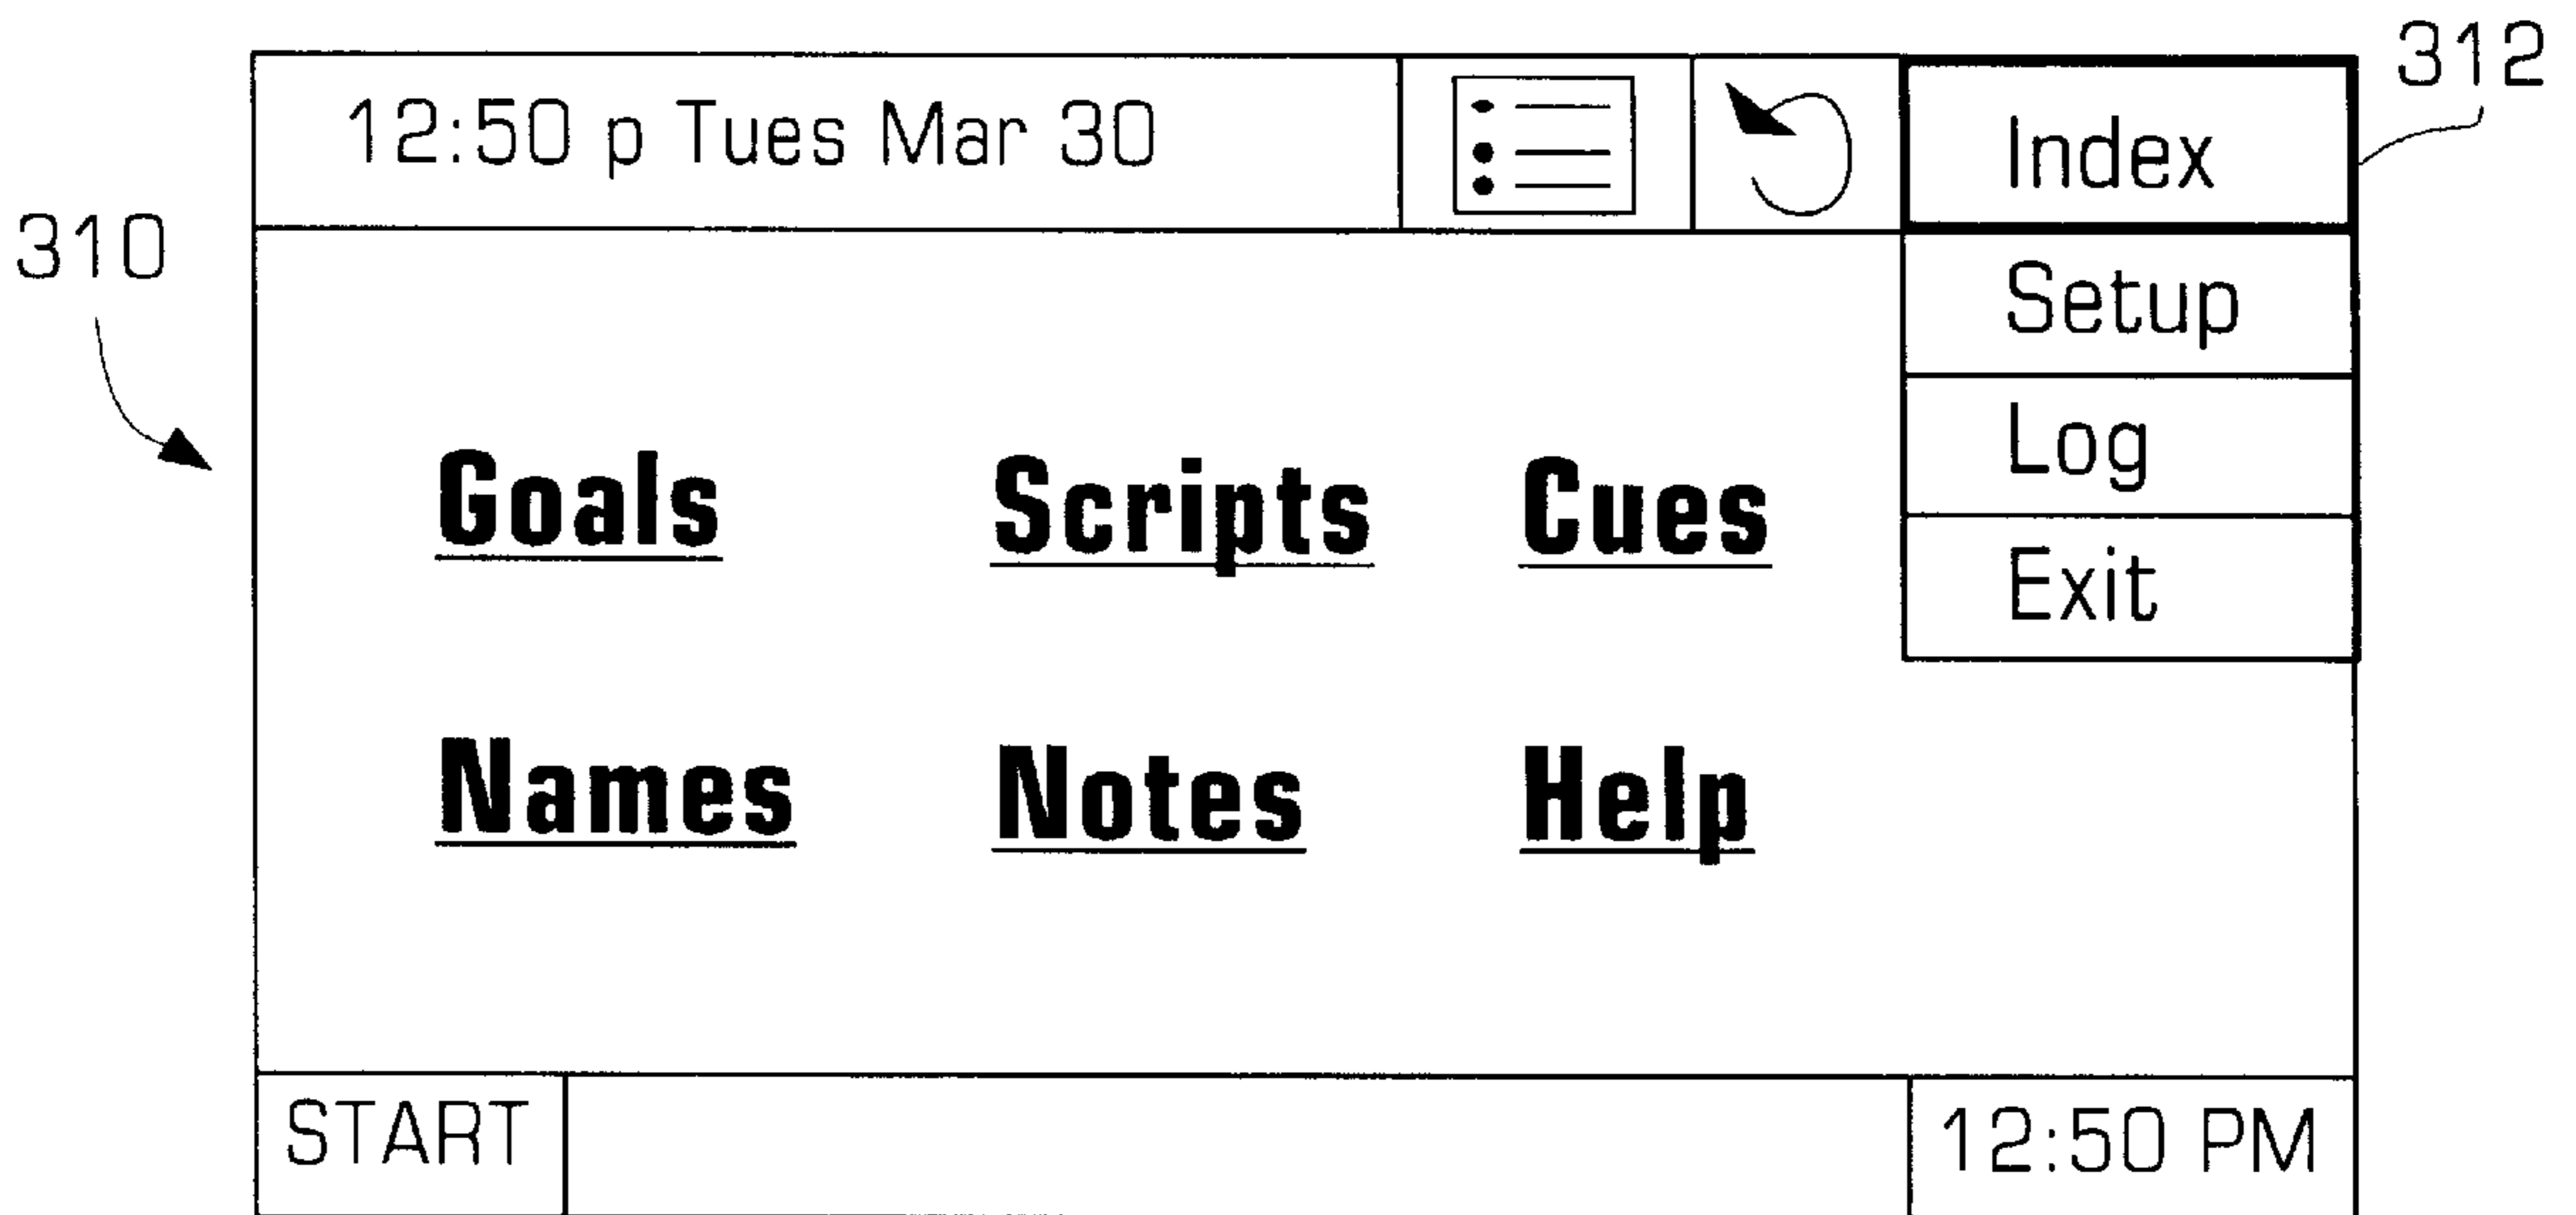 312
12:50 p Tues Mar 30
Index
310
Setup
Log
Exit
Goals Scripts Cues
Names Notes Help
START 12:50 PM